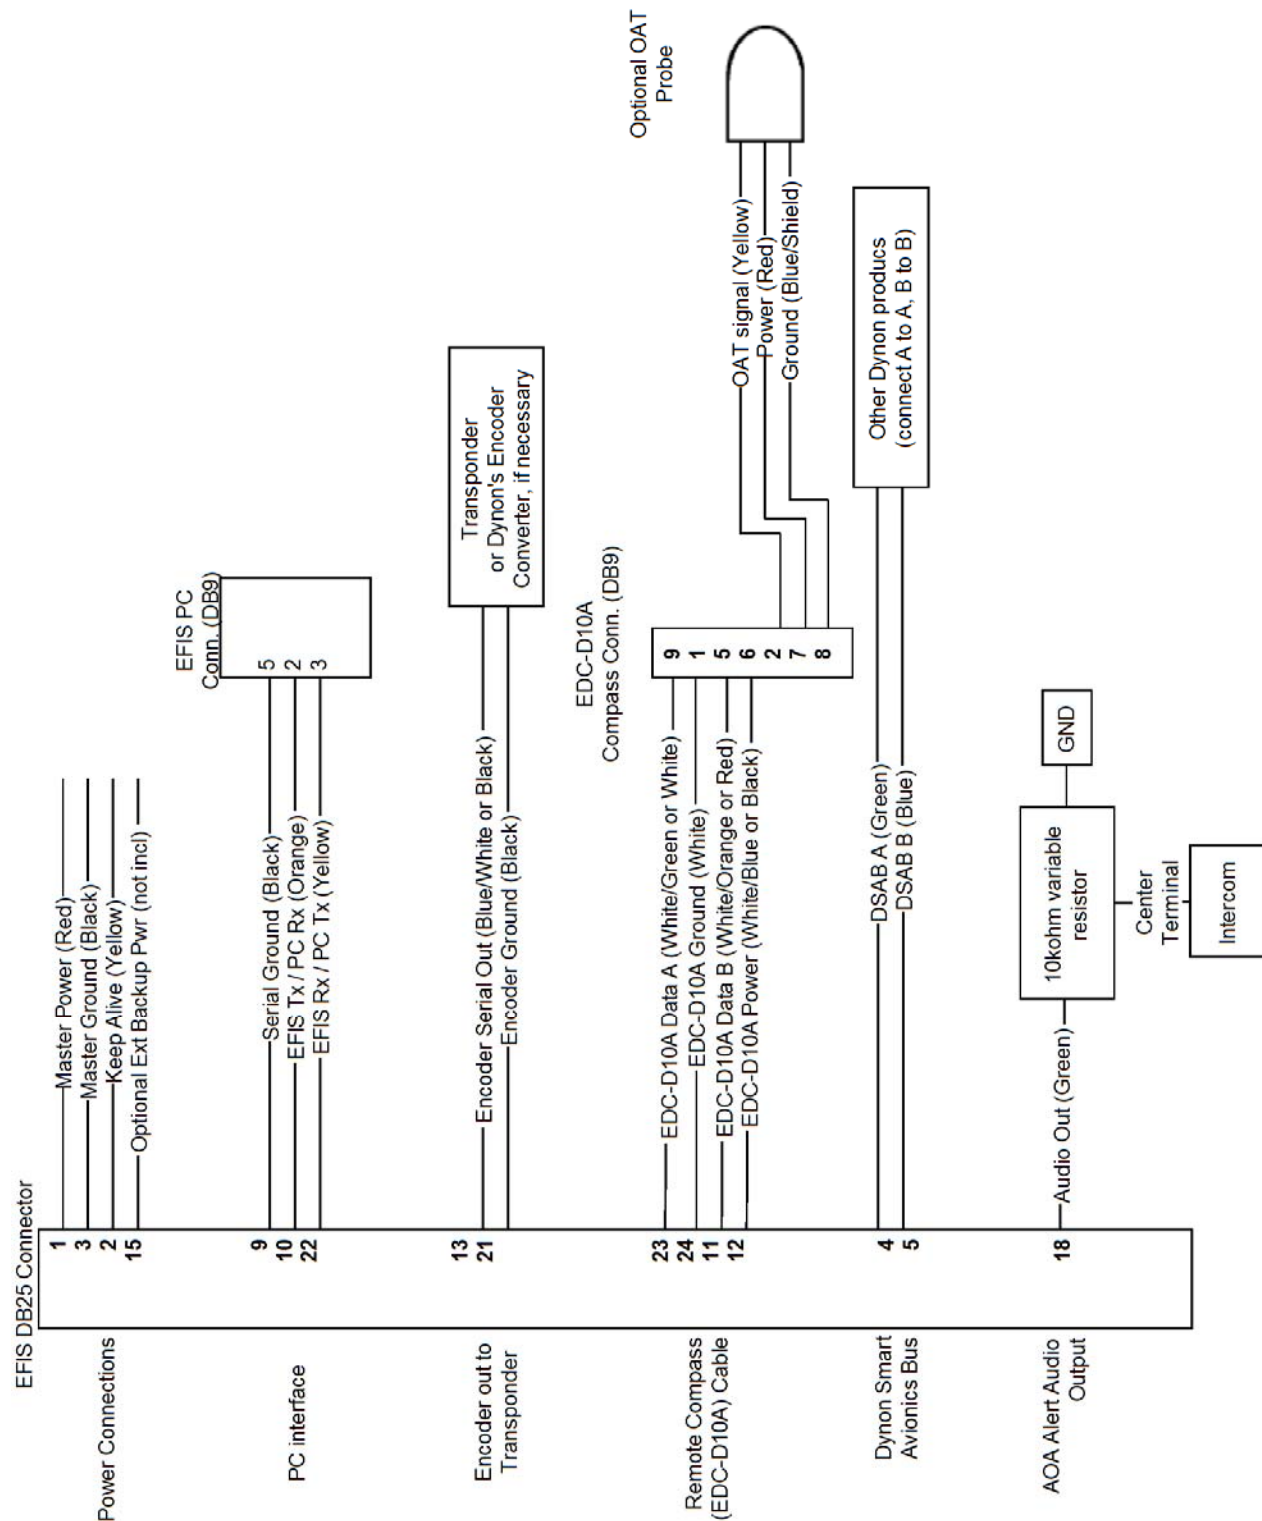 EFIS DB25 Connector
Power Connections
1
3
2
15
Master Power (Red)
Master Ground (Black)
Keep Alive (Yellow)
Optional Ext Backup Pwr (not incl)
PC interface
9
10
22
Serial Ground (Black)
EFIS Tx / PC Rx (Orange)
EFIS Rx / PC Tx (Yellow)
EFIS PC
Conn. (DB9)
5
2
3
Encoder out to
Transponder
13
21
Encoder Serial Out (Blue/White or Black)
Encoder Ground (Black)
Transponder
or Dynon's Encoder
Converter, if necessary
Remote Compass
(EDC-D10A) Cable
23
24
11
12
EDC-D10A Data A (White/Green or White)
EDC-D10A Ground (White)
EDC-D10A Data B (White/Orange or Red)
EDC-D10A Power (White/Blue or Black)
EDC-D10A
Compass Conn. (DB9)
9
1
5
6
2
7
8
OAT signal (Yellow)
Power (Red)
Ground (Blue/Shield)
Optional OAT
Probe
Dynon Smart
Avionics Bus
4
5
DSAB A (Green)
DSAB B (Blue)
Other Dynon producs
(connect A to A, B to B)
AOA Alert Audio
Output
18
Audio Out (Green)
10kohm variable
resistor
GND
Center
Terminal
Intercom